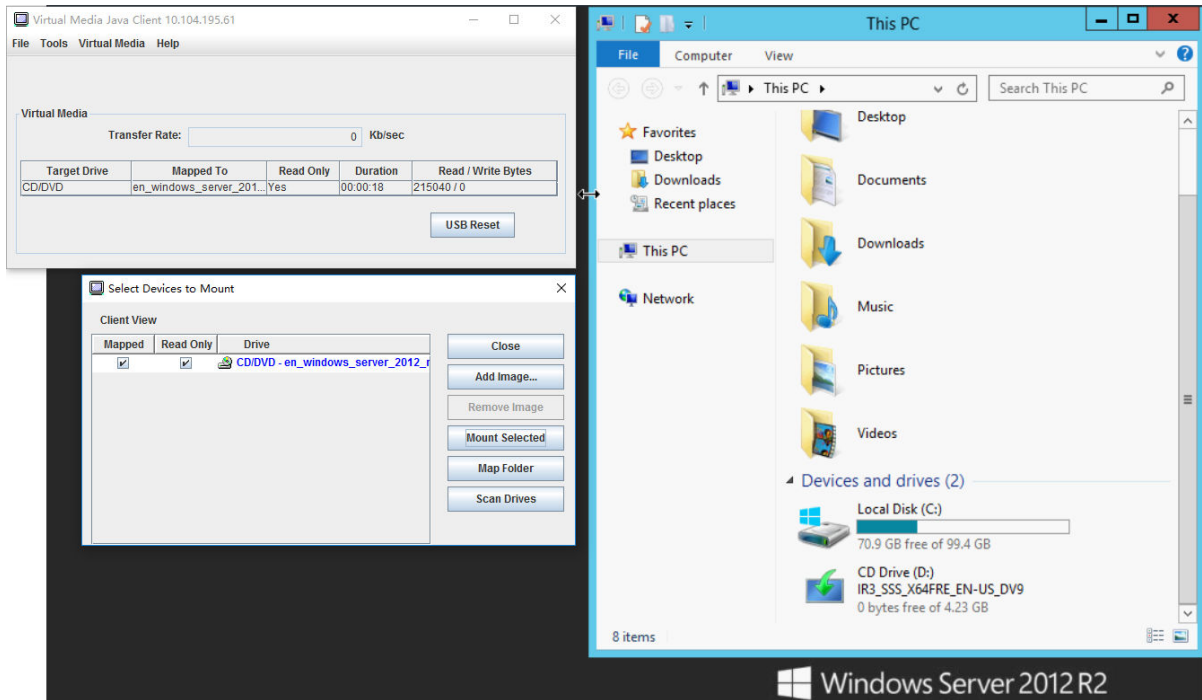 Virtual Media Java Client 10.104.195.61
File Tools Virtual Media Help
Virtual Media
Transfer Rate: 0 Kb/sec
Target Drive Mapped To Read Only Duration Read / Write Bytes
CD/DVD en_windows_server_201... Yes 00:00:18 215040 / 0
USB Reset
Select Devices to Mount
Client View
Mapped Read Only Drive
CD/DVD - en_windows_server_2012_r
Close
Add Image...
Remove Image
Mount Selected
Map Folder
Scan Drives
This PC
File Computer View
This PC
Search This PC
Favorites
Desktop
Downloads
Recent places
This PC
Network
Desktop
Documents
Downloads
Music
Pictures
Videos
Devices and drives (2)
Local Disk (C:)
70.9 GB free of 99.4 GB
CD Drive (D:)
IR3_SSS_X64FRE_EN-US_DV9
0 bytes free of 4.23 GB
8 items
Windows Server 2012 R2